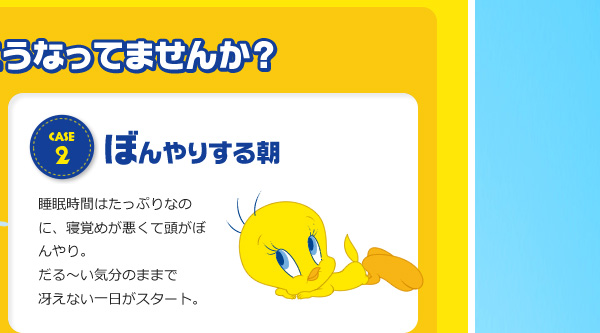 うなってませんか?
CASE
2
ぼんやりする朝
睡眠時間はたっぷりなの
に、寝覚めが悪くて頭がぼ
んやり。
だる〜い気分のままで
冴えない一日がスタート。